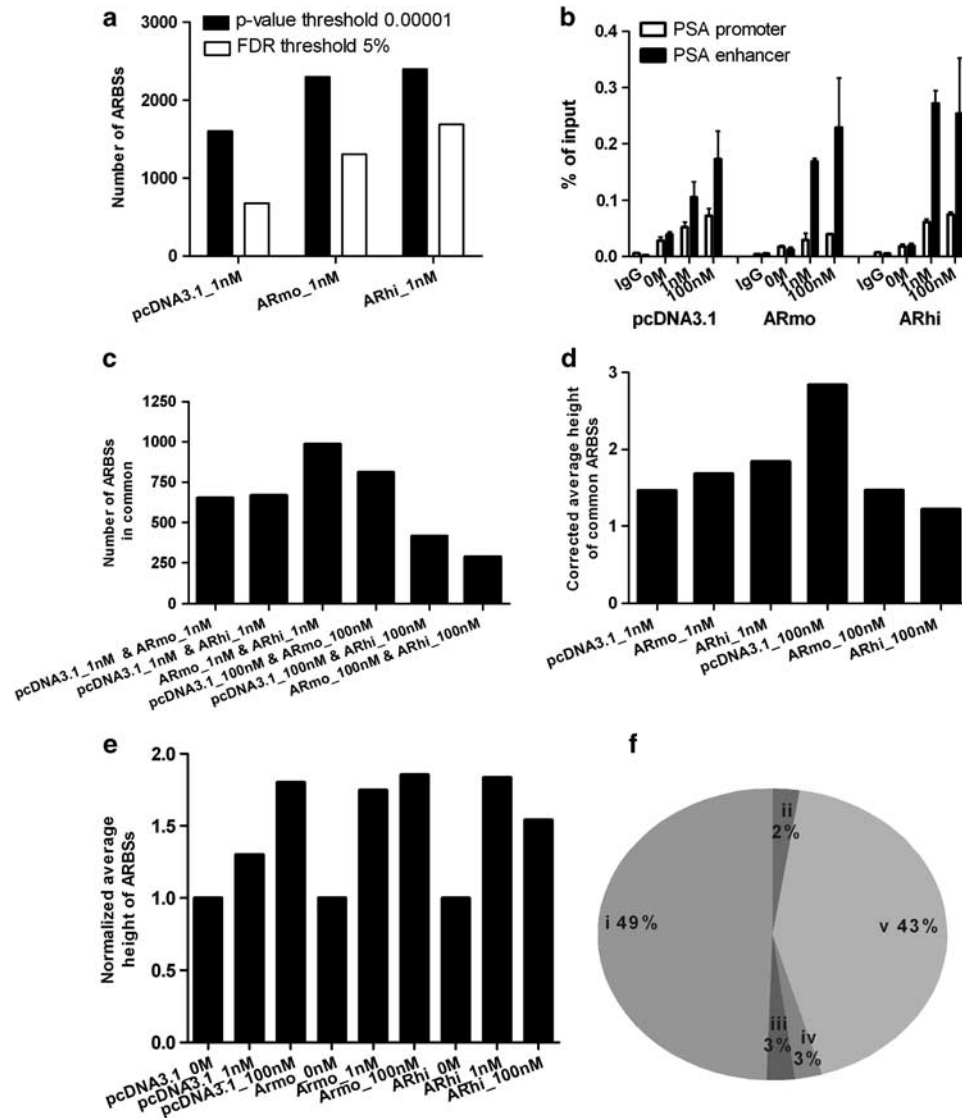 a
p-value threshold 0.00001
FDR threshold 5%
Number of ARBSs
3000
2000
1000
0
pcDNA3.1_1nM
ARmo_1nM
ARhi_1nM
b
PSA promoter
PSA enhancer
% of input
0.4
0.3
0.2
0.1
0.0
IgG
0M
1nM
100nM
IgG
0M
1nM
100nM
IgG
0M
1nM
100nM
pcDNA3.1
ARmo
ARhi
c
Number of ARBSs
in common
1250
1000
750
500
250
0
pcDNA3.1_1nM & ARmo_1nM
pcDNA3.1_1nM & ARhi_1nM
ARmo_1nM & ARhi_1nM
pcDNA3.1_100nM & ARmo_100nM
pcDNA3.1_100nM & ARhi_100nM
ARmo_100nM & ARhi_100nM
d
Corrected average height
of common ARBSs
3
2
1
0
pcDNA3.1_1nM
ARmo_1nM
ARhi_1nM
pcDNA3.1_100nM
ARmo_100nM
ARhi_100nM
e
Normalized average
height of ARBSs
2.0
1.5
1.0
0.5
0.0
pcDNA3.1_0M
pcDNA3.1_1nM
pcDNA3.1_100nM
Armo_0nM
Armo_1nM
Armo_100nM
ARhi_0M
ARhi_1nM
ARhi_100nM
f
ii
2%
i 49%
v 43%
iii
3%
iv
3%